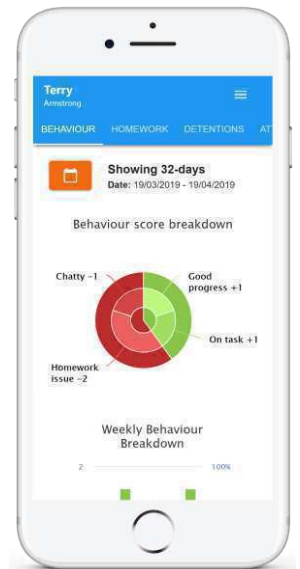 Terry
Armstrong
BEHAVIOUR HOMEWORK DETENTIONS AT
Showing 32-days
Date: 19/03/2019 - 19/04/2019
Behaviour score breakdown
Chatty -1
Good
progress +1
On task +1
Homework
issue -2
Weekly Behaviour
Breakdown
2 100%